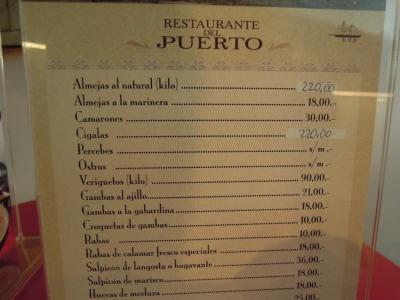 RESTAURANTE
DEL
PUERTO
Almejas al natural (kilo) 220,00
Almejas a la marinera 18,00.-
Camarones 30,00.-
Cigalas 220,00
Percebes s/m .-
Ostras s/m .-
Veriguetos (kilo) 90,00.-
Gambas al ajillo 21,00.-
Gambas a la gabardina 18,00.-
Croquetas de gambas 10,00.-
Rabas 10,00.-
Rabas de calamar fresco especiales 18,00.-
Salpicón de langosta o bogavante 36,00.-
Salpicón de marisco 18,00.-
Huevas de merluza 18,00.-
25,00.-